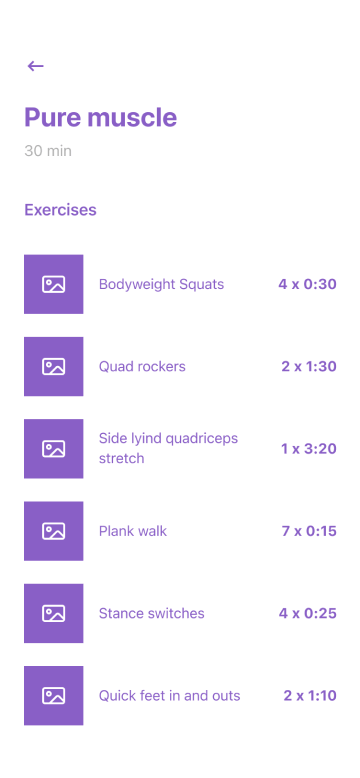 Pure muscle
30 min
Exercises
Bodyweight Squats 4 x 0:30
Quad rockers 2 x 1:30
Side lyind quadriceps
stretch 1 x 3:20
Plank walk 7 x 0:15
Stance switches 4 x 0:25
Quick feet in and outs 2 x 1:10